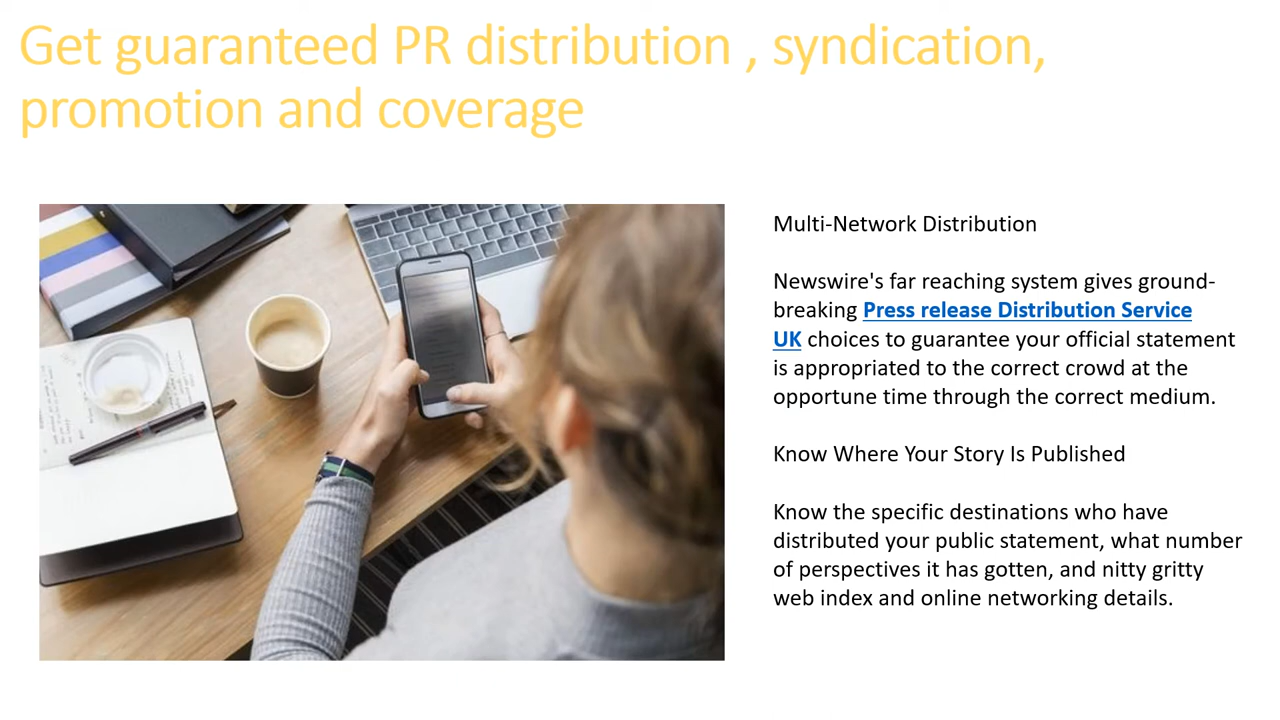 Get guaranteed PR distribution , syndication,
promotion and coverage
Multi-Network Distribution
Newswire's far reaching system gives ground-
breaking Press release Distribution Service
UK choices to guarantee your official statement
is appropriated to the correct crowd at the
opportune time through the correct medium.
Know Where Your Story Is Published
Know the specific destinations who have
distributed your public statement, what number
of perspectives it has gotten, and nitty gritty
web index and online networking details.